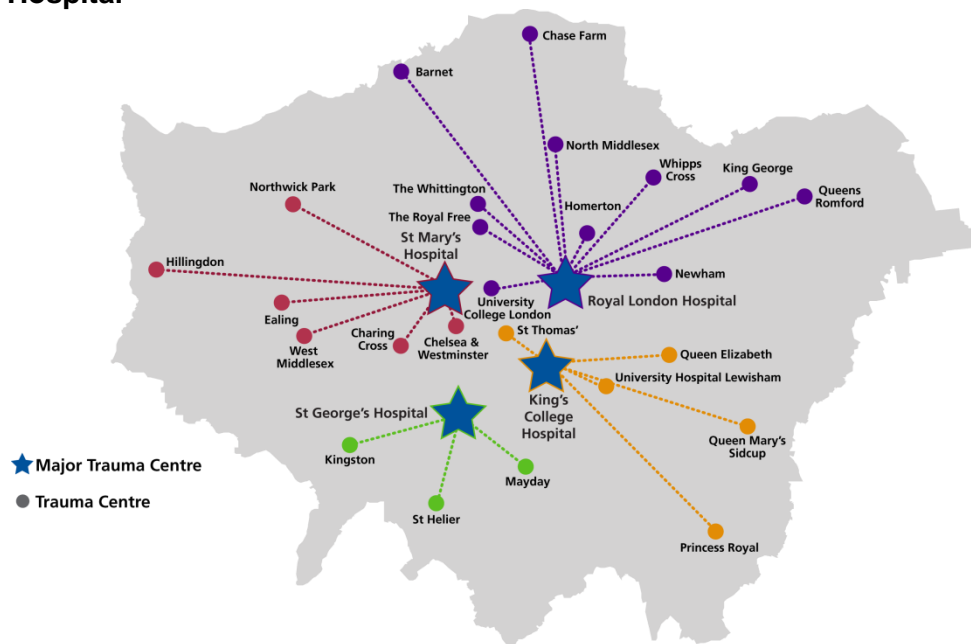 Hospital
Chase Farm
Barnet
North Middlesex
Whipps
Cross
King George
Northwick Park
The Whittington
Queens
Romford
The Royal Free
Homerton
St Mary's
Hospital
Hillingdon
Newham
University
College London
Royal London Hospital
Ealing
West
Middlesex
Charing
Cross
Chelsea &
Westminster
St Thomas'
Queen Elizabeth
University Hospital Lewisham
King's
College
Hospital
St George's Hospital
Queen Mary's
Sidcup
Kingston
Mayday
Major Trauma Centre
Trauma Centre
St Helier
Princess Royal